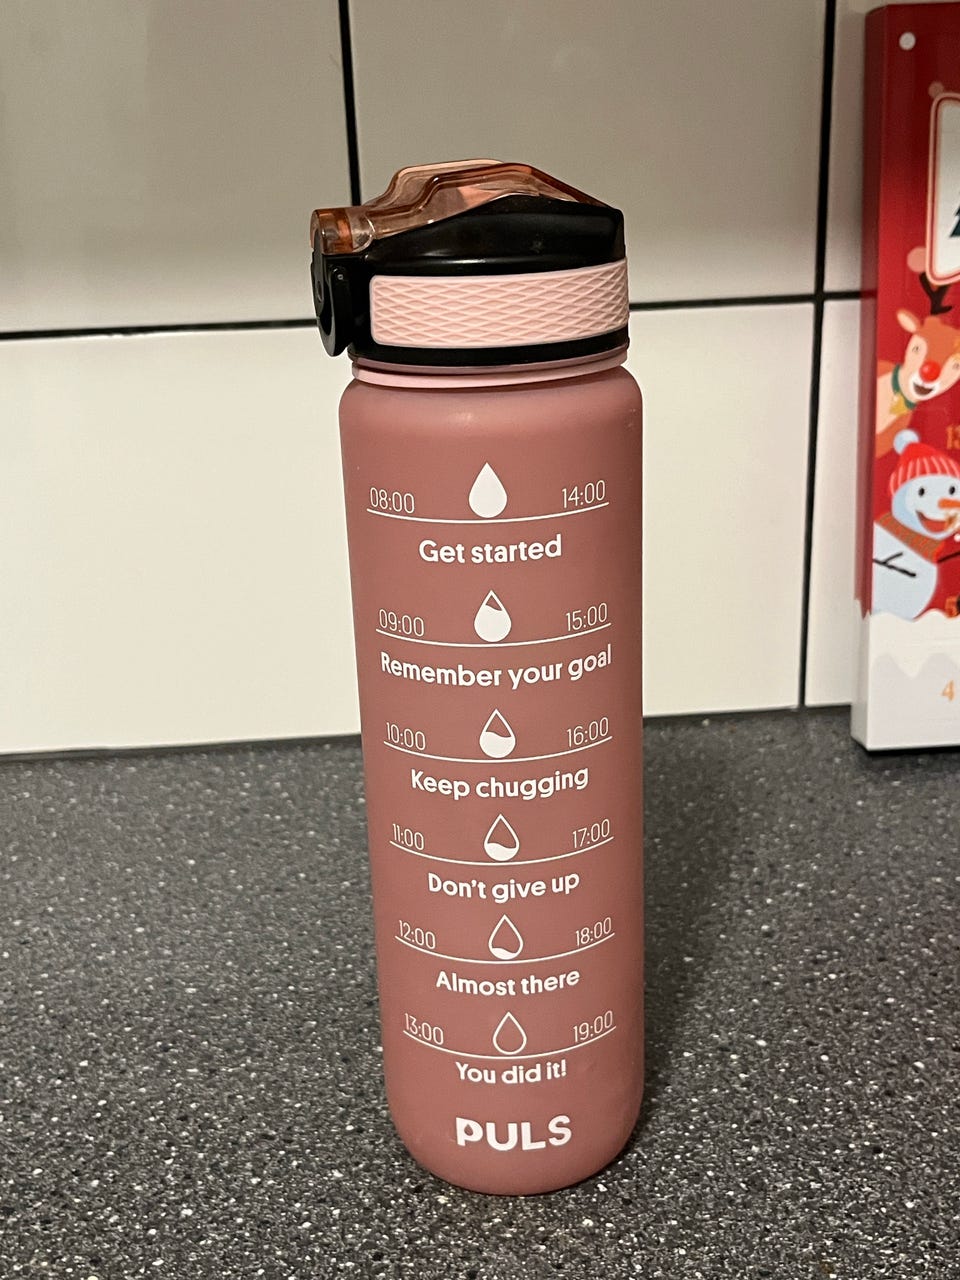 08:00 14:00
Get started
09:00 15:00
Remember your goal
10:00 16:00
Keep chugging
11:00 17:00
Don't give up
12:00 18:00
Almost there
13:00 19:00
You did it!
PULS
4